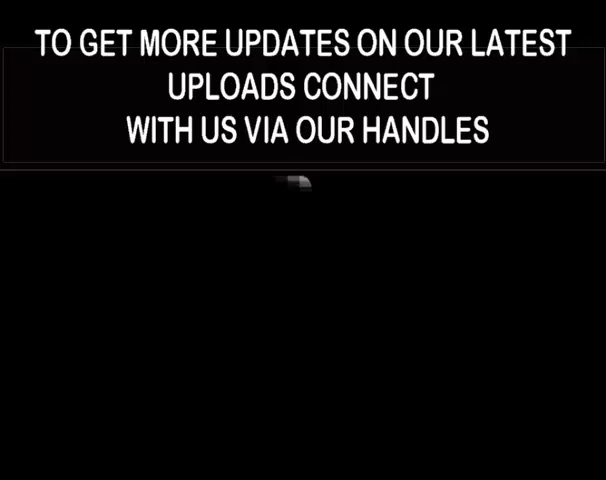 TO GET MORE UPDATES ON OUR LATEST
UPLOADS CONNECT
WITH US VIA OUR HANDLES